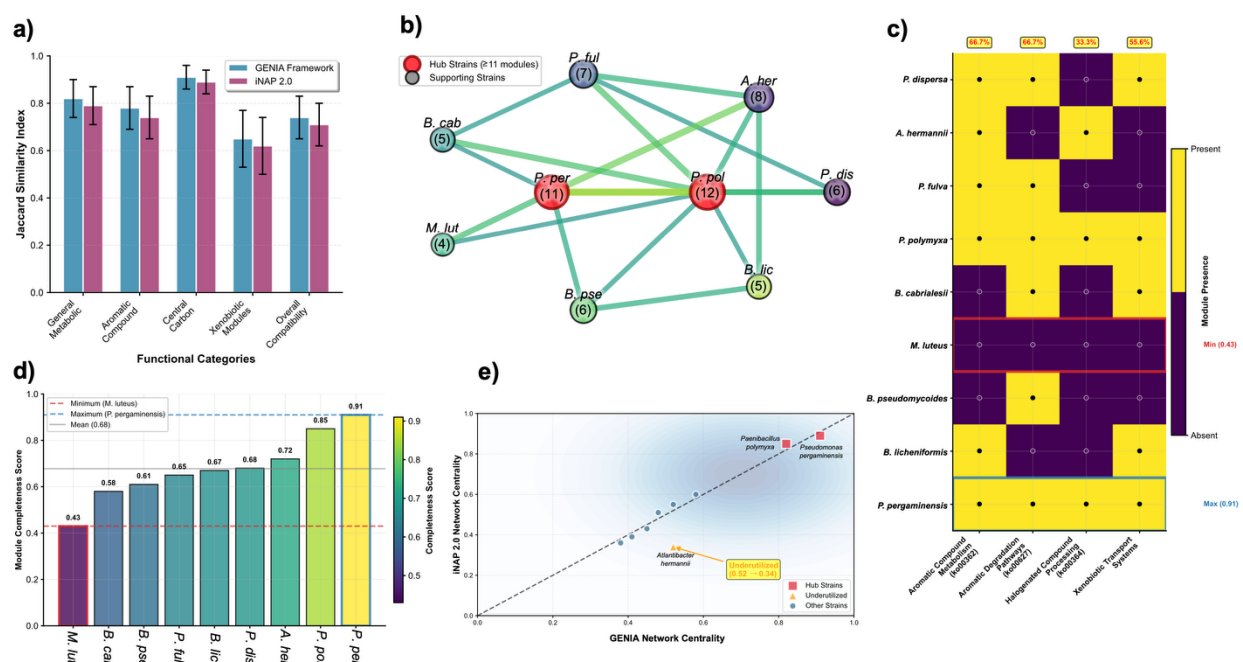 a)
1.0
0.8
0.6
0.4
0.2
0.0
Jaccard Similarity Index
GENIA Framework
iNAP 2.0
General
Metabolic
Aromatic
Compound
Central
Carbon
Xenobiotic
Modules
Overall
Compatibility
Functional Categories
b)
Hub Strains (≥11 modules)
Supporting Strains
P. ful
(7)
A. her
(8)
B. cab
(5)
P. per
(11)
P. pol
(12)
P. dis
(6)
M. lut
(4)
B. pse
(6)
B. lic
(5)
c)
66.7%
66.7%
33.3%
55.6%
P. dispersa
A. hermannii
P. fulva
P. polymyxa
B. cabrialesii
M. luteus
B. pseudomycoides
B. licheniformis
P. pergaminensis
Present
Module Presence
Absent
Min (0.43)
Max (0.91)
Aromatic Compound
Metabolism
(ko00362)
Aromatic Degradation
Pathways
(ko00627)
Halogenated Compound
Processing
(ko00364)
Xenobiotic Transport
Systems
d)
1.0
0.8
0.6
0.4
0.2
0.0
Module Completeness Score
Minimum (M. luteus)
Maximum (P. pergaminensis)
Mean (0.68)
0.43
0.58
0.61
0.65
0.67
0.68
0.72
0.85
0.91
M. lut
B. cab
B. pse
P. ful
B. lic
P. dis
A. her
P. pol
P. per
0.9
0.8
0.7
0.6
0.5
Completeness Score
e)
1.0
0.8
0.6
0.4
0.2
0.0
iNAP 2.0 Network Centrality
Paenibacillus
polymyxa
Pseudomonas
pergaminensis
Atlantibacter
hermannii
Underutilized
(0.52 → 0.34)
Hub Strains
Underutilized
Other Strains
0.0
0.2
0.4
0.6
0.8
1.0
GENIA Network Centrality